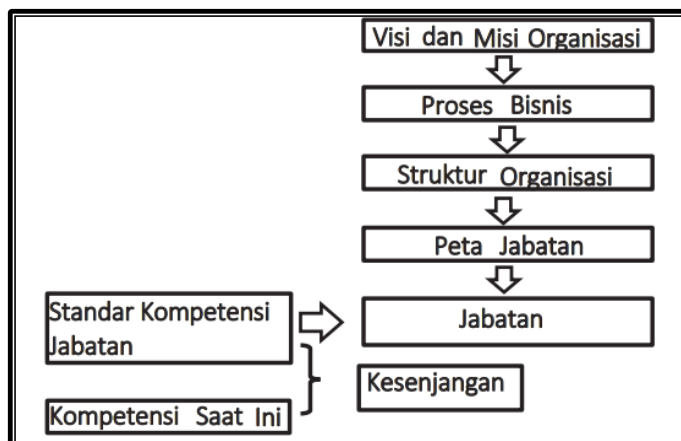 Visi dan Misi Organisasi
Proses Bisnis
Struktur Organisasi
Peta Jabatan
Standar Kompetensi
Jabatan
Jabatan
Kesenjangan
Kompetensi Saat Ini